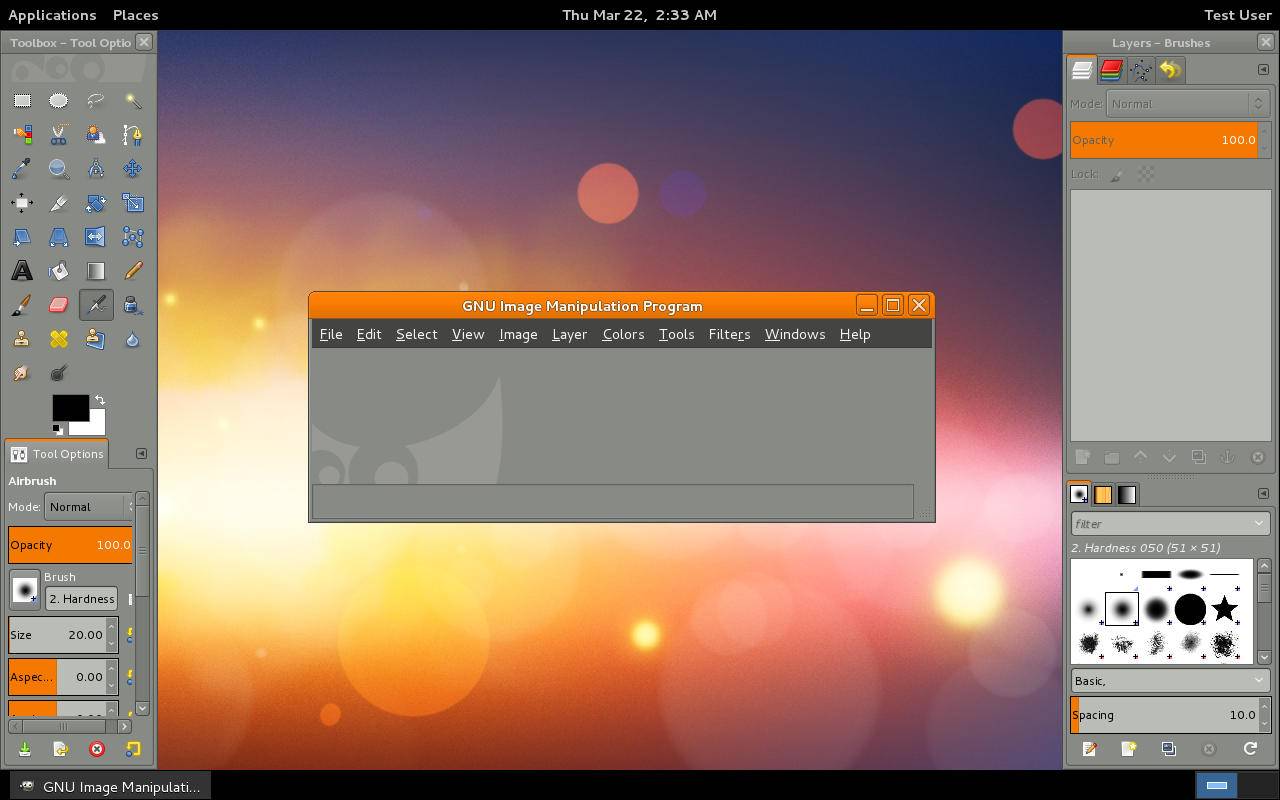 Applications Places Thu Mar 22, 2:33 AM Test User
Toolbox – Tool Optio
Layers – Brushes
Mode: Normal
Opacity 100.0
Lock:
GNU Image Manipulation Program
File Edit Select View Image Layer Colors Tools Filters Windows Help
Tool Options
Airbrush
Mode: Normal
Opacity 100.0
Brush
2. Hardness
Size 20.00
Aspec... 0.00
filter
2. Hardness 050 (51 × 51)
Basic,
Spacing 10.0
GNU Image Manipulati...